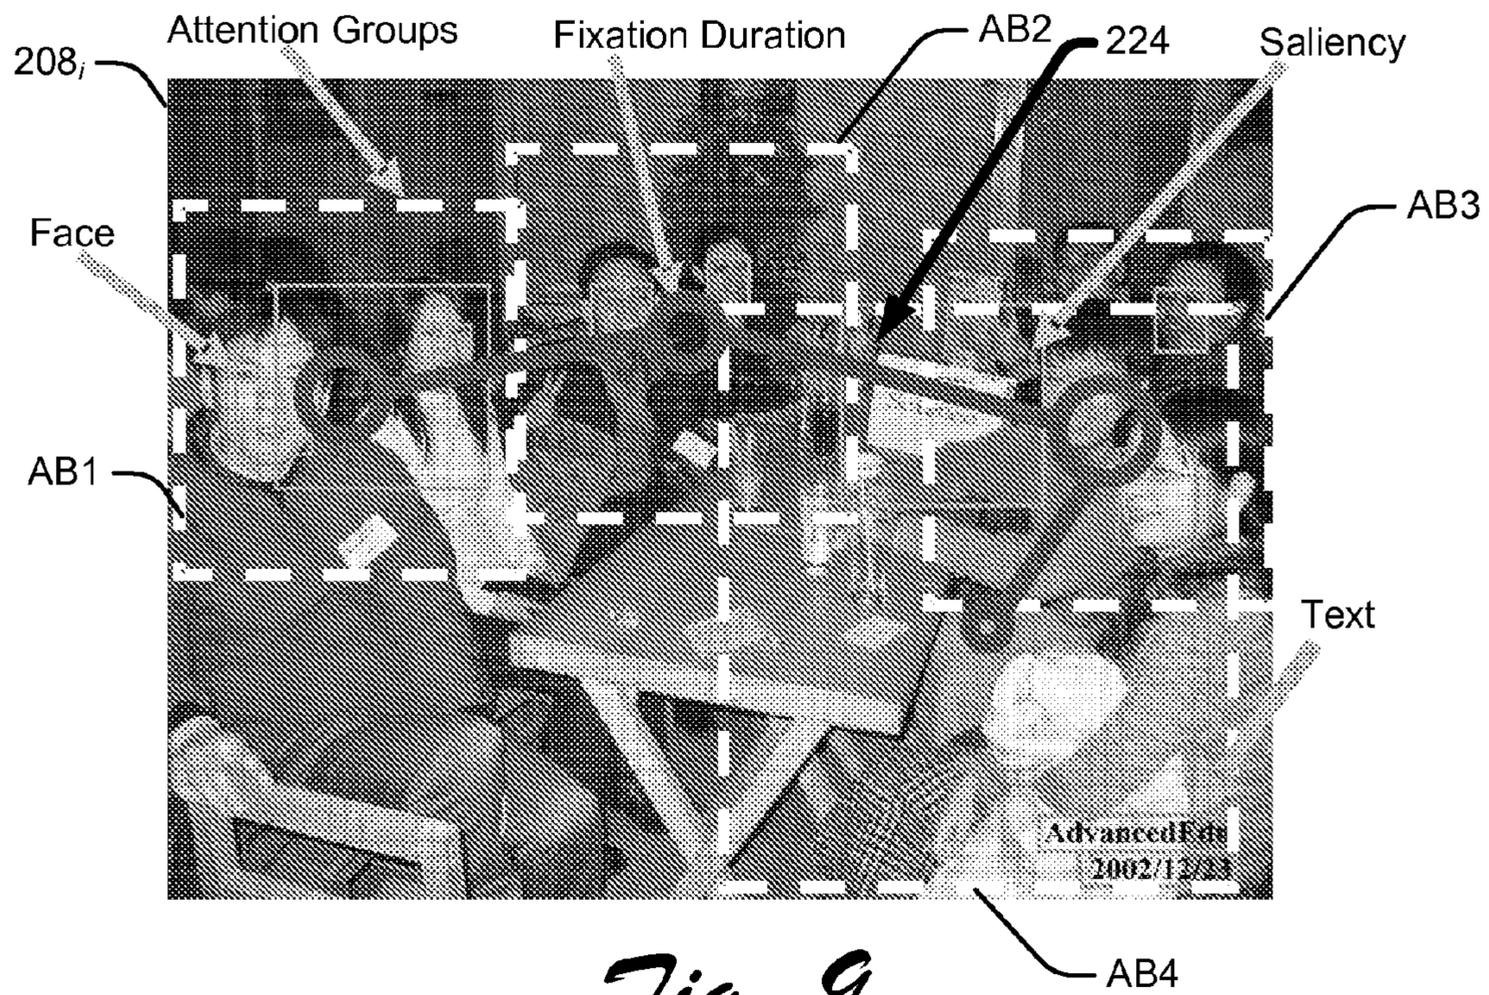 Attention Groups
Fixation Duration
AB2
224
Saliency
208i
Face
AB3
AB1
Text
AdvancedEdu
2002/12/23
AB4
Fig. 9